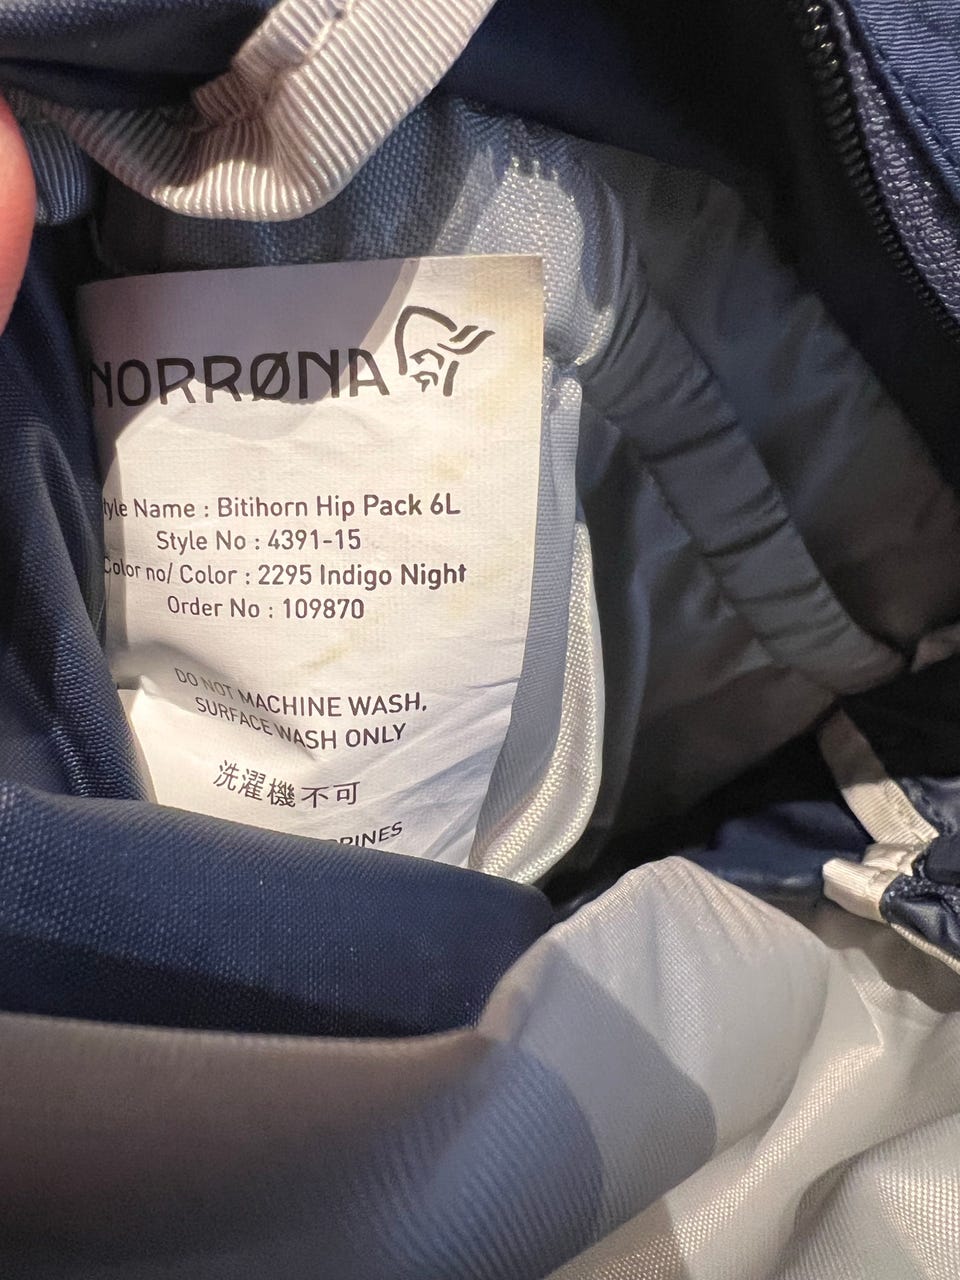 NORRØNA
Style Name : Bitihorn Hip Pack 6L
Style No : 4391-15
Color no/ Color : 2295 Indigo Night
Order No : 109870
DO NOT MACHINE WASH.
SURFACE WASH ONLY
洗濯機不可